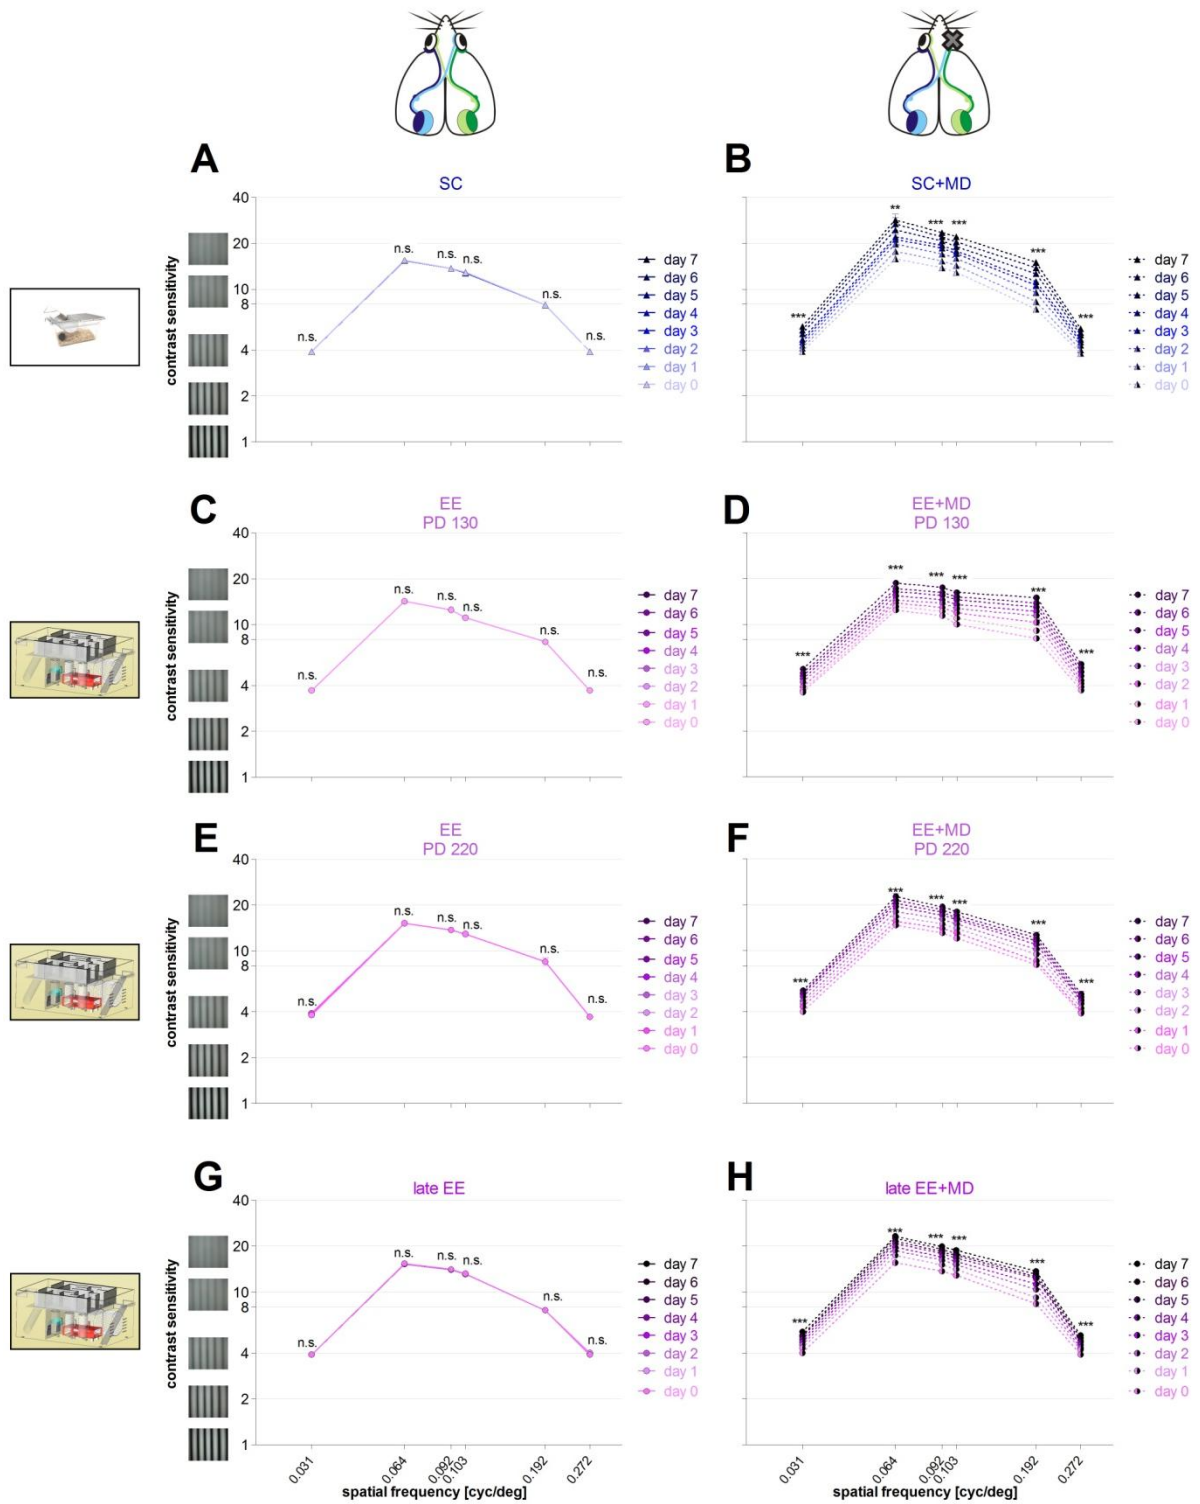 A
B
SC
SC+MD
contrast sensitivity
40
20
10
8
4
2
1
n.s.
n.s.
n.s.
n.s.
n.s.
n.s.
day 7
day 6
day 5
day 4
day 3
day 2
day 1
day 0
***
**
***
***
***
***
day 7
day 6
day 5
day 4
day 3
day 2
day 1
day 0
C
D
EE
PD 130
EE+MD
PD 130
contrast sensitivity
40
20
10
8
4
2
1
n.s.
n.s.
n.s.
n.s.
n.s.
n.s.
day 7
day 6
day 5
day 4
day 3
day 2
day 1
day 0
***
***
***
***
***
***
day 7
day 6
day 5
day 4
day 3
day 2
day 1
day 0
E
F
EE
PD 220
EE+MD
PD 220
contrast sensitivity
40
20
10
8
4
2
1
n.s.
n.s.
n.s.
n.s.
n.s.
n.s.
day 7
day 6
day 5
day 4
day 3
day 2
day 1
day 0
***
***
***
***
***
***
day 7
day 6
day 5
day 4
day 3
day 2
day 1
day 0
G
H
late EE
late EE+MD
contrast sensitivity
40
20
10
8
4
2
1
n.s.
n.s.
n.s.
n.s.
n.s.
n.s.
day 7
day 6
day 5
day 4
day 3
day 2
day 1
day 0
***
***
***
***
***
***
day 7
day 6
day 5
day 4
day 3
day 2
day 1
day 0
0.031
0.064
0.092
0.103
0.192
0.272
spatial frequency [cyc/deg]
0.031
0.064
0.092
0.103
0.192
0.272
spatial frequency [cyc/deg]